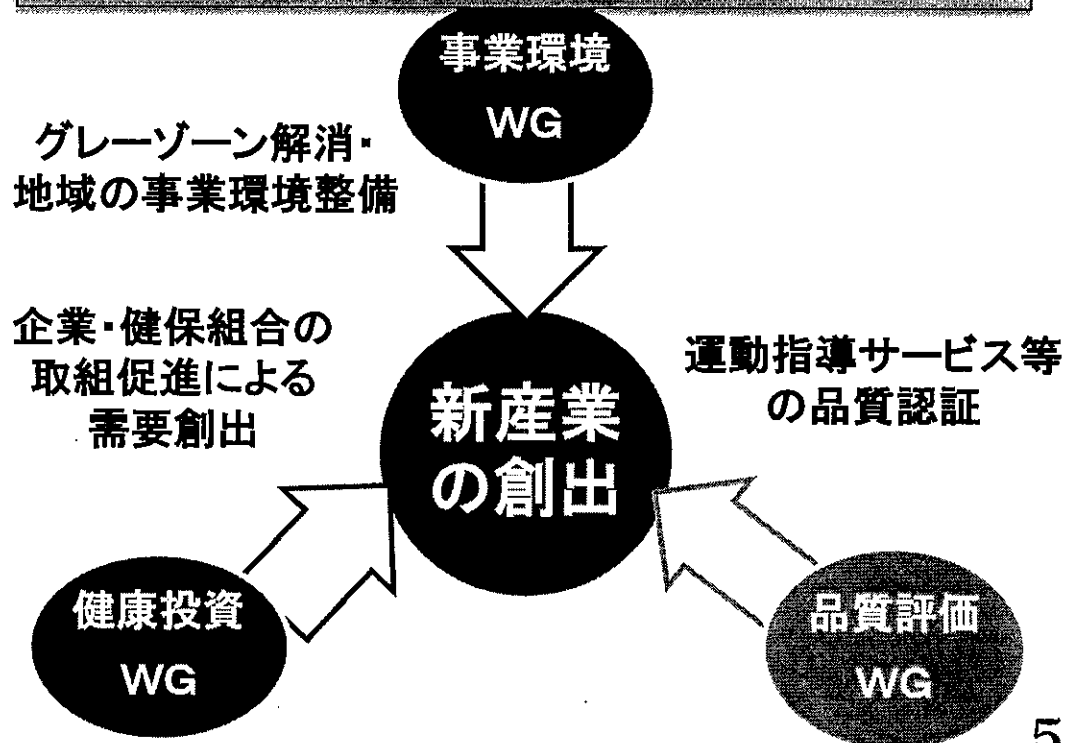 事業環境
WG
グレーゾーン解消・
地域の事業環境整備
企業・健保組合の
取組促進による
需要創出
運動指導サービス等
の品質認証
新産業
の創出
健康投資
WG
品質評価
WG
5